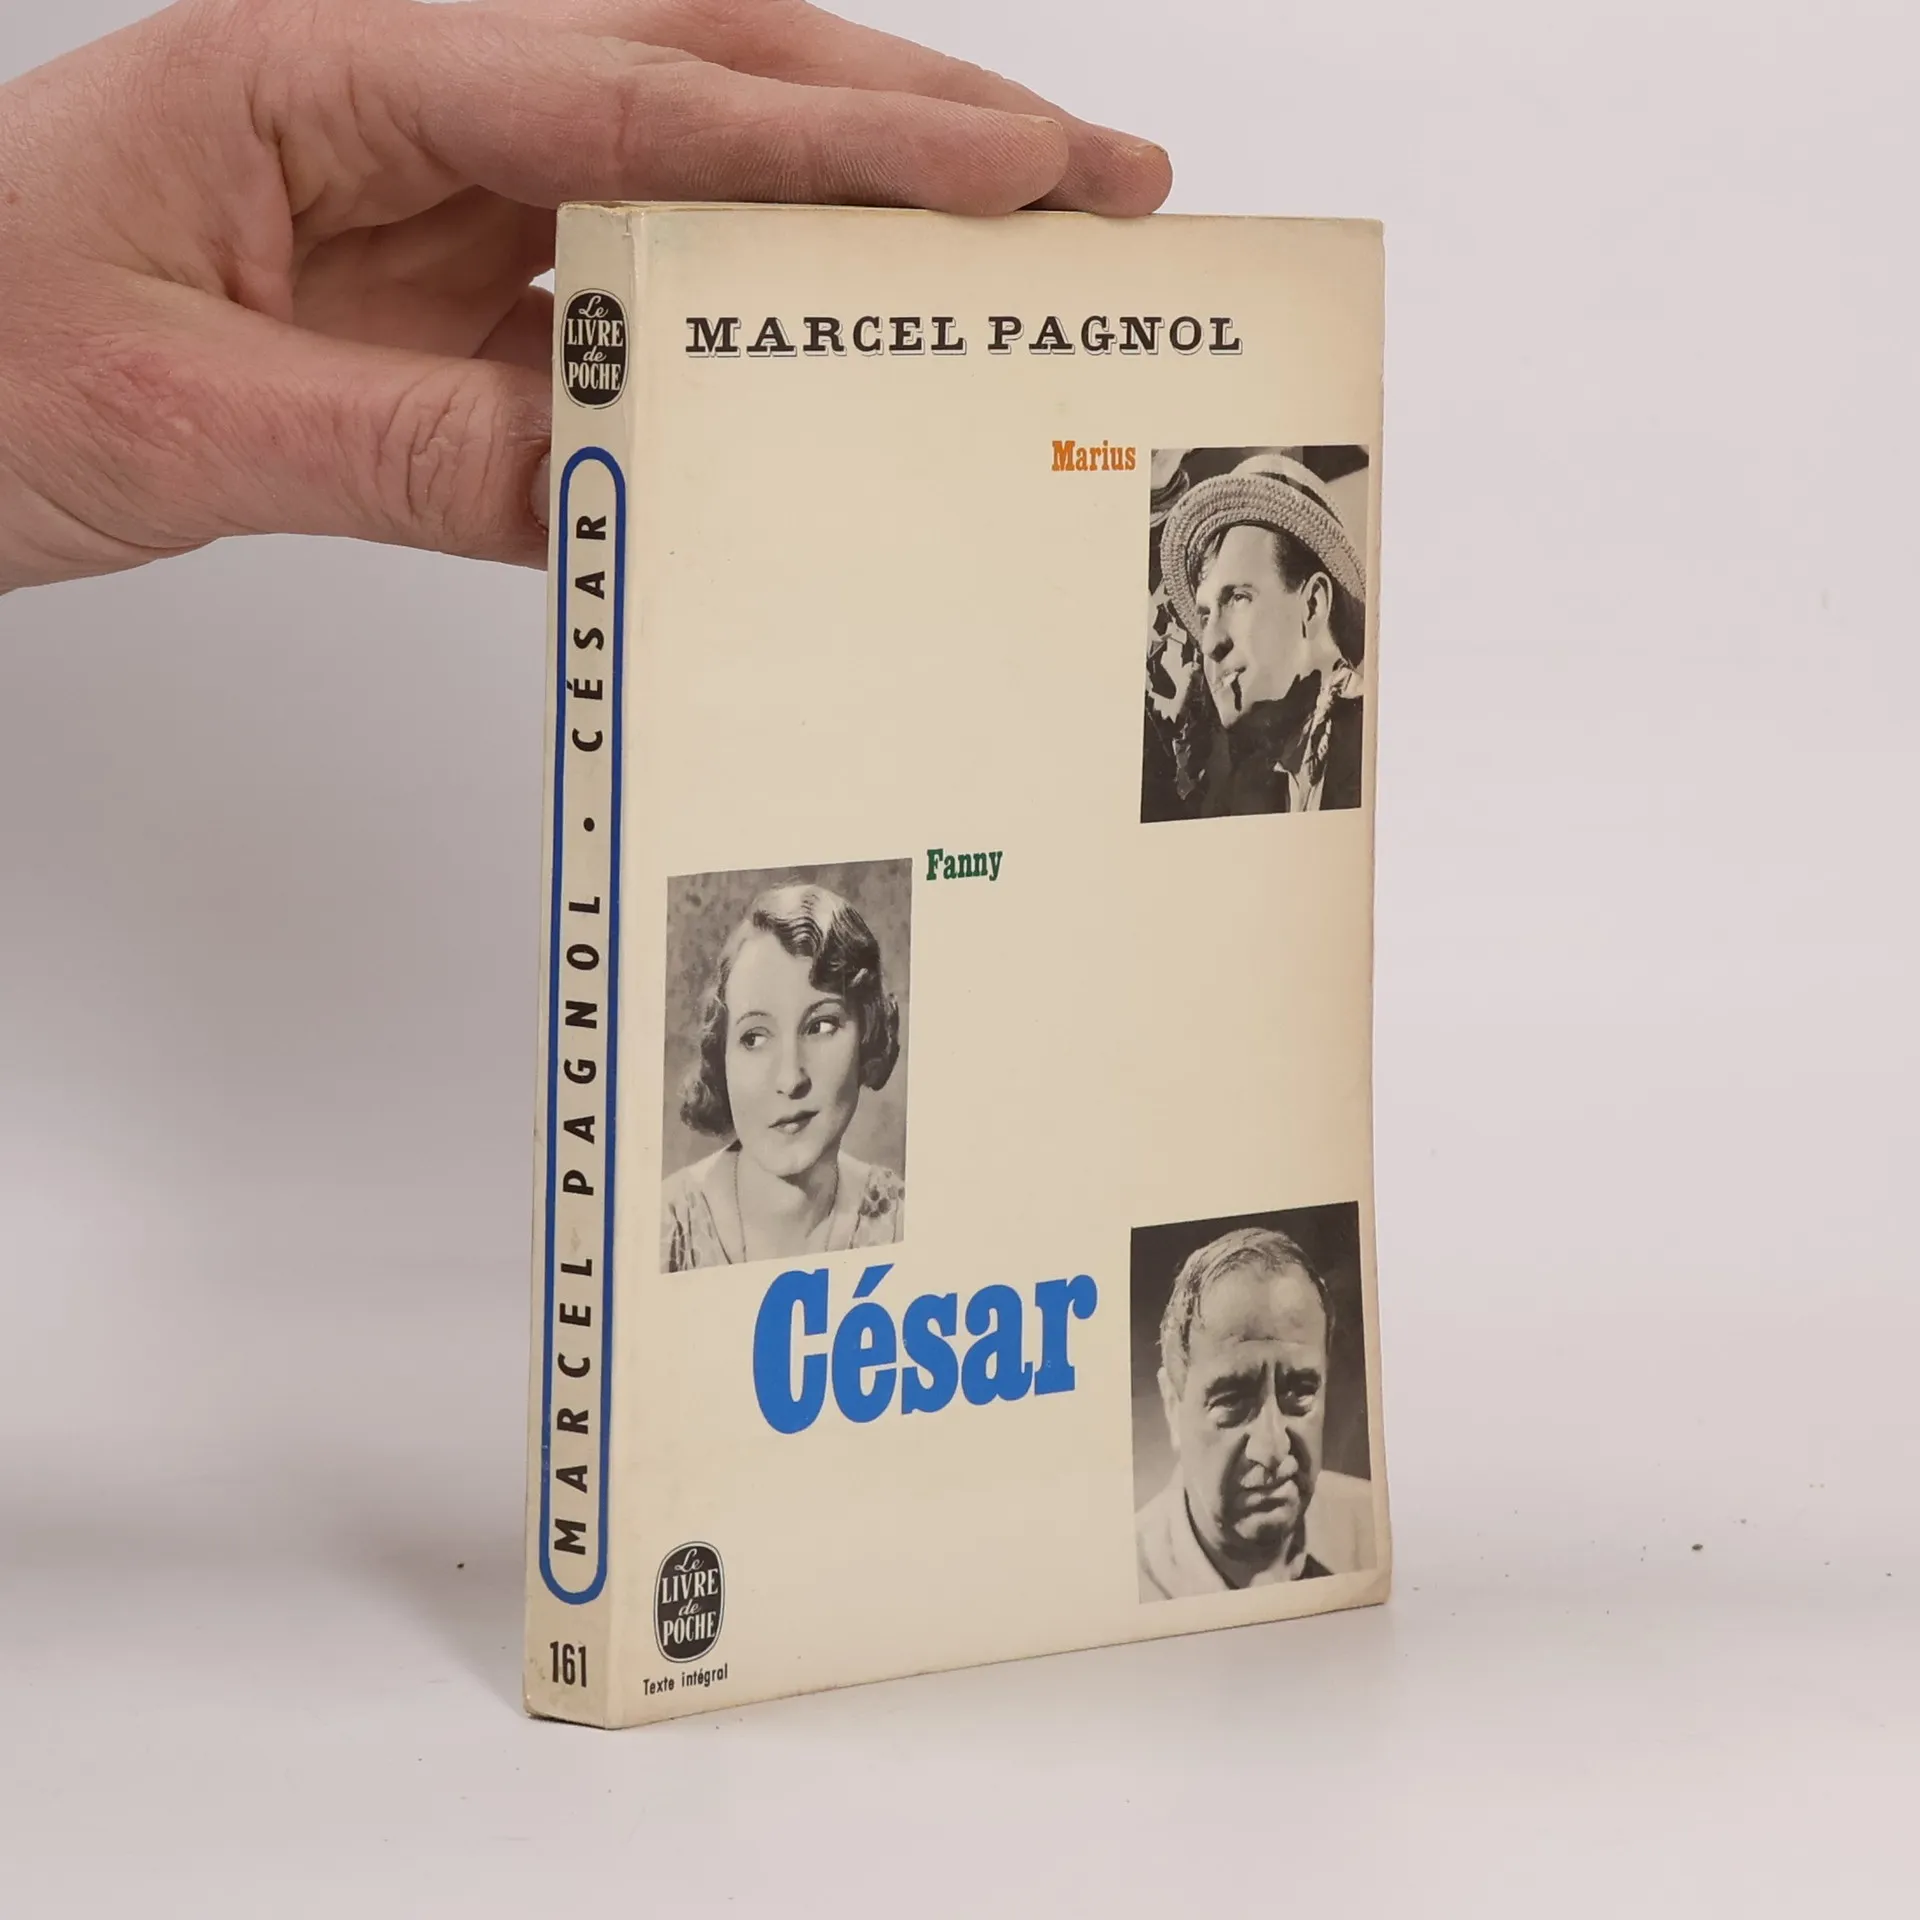 Le
LIVRE
de
POCHE
MARCEL PAGNOL · CÉSAR
161
MARCEL PAGNOL
Marius
Fanny
César
Le
LIVRE
de
POCHE
Texte intégral